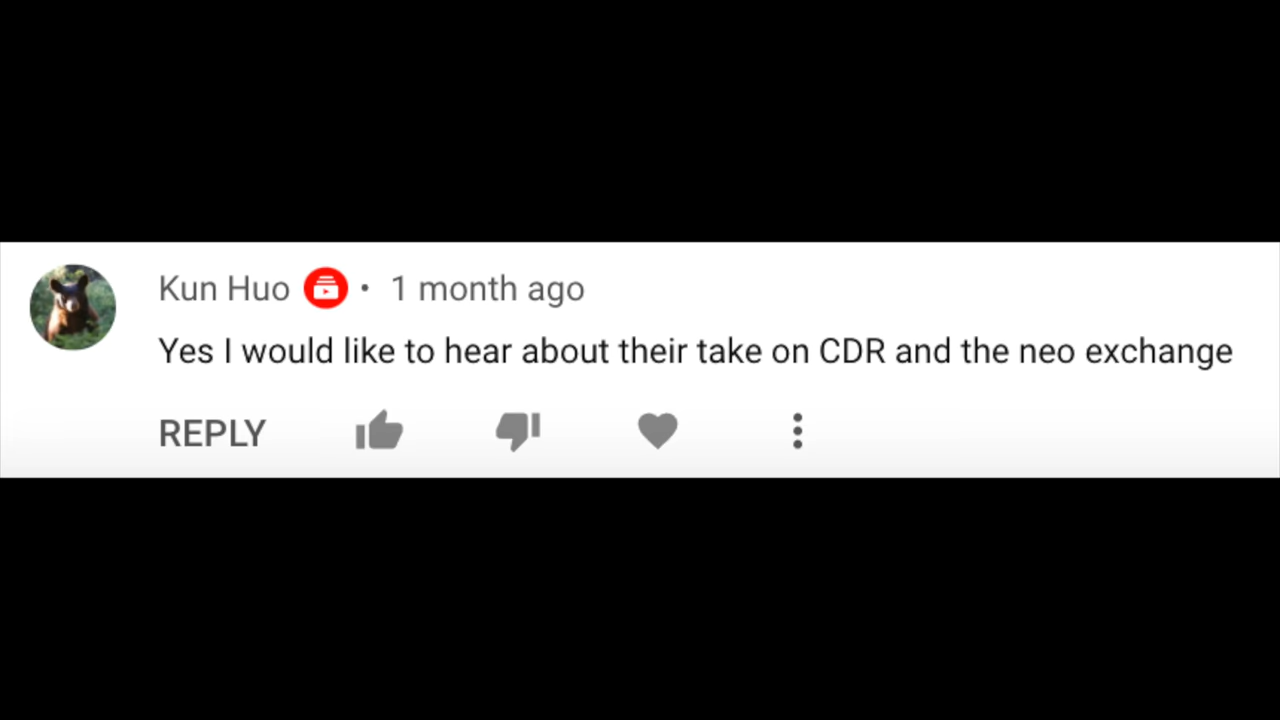 Kun Huo • 1 month ago
Yes I would like to hear about their take on CDR and the neo exchange
REPLY